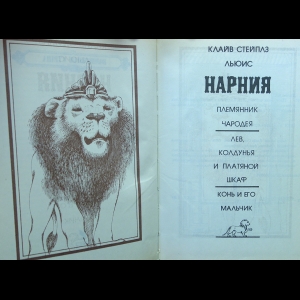 КЛАЙВ СТЕЙПЛЗ
ЛЬЮИС
НАРНИЯ
ПЛЕМЯННИК
ЧАРОДЕЯ
ЛЕВ,
КОЛДУНЬЯ
И ПЛАТЯНОЙ
ШКАФ
КОНЬ И ЕГО
МАЛЬЧИК